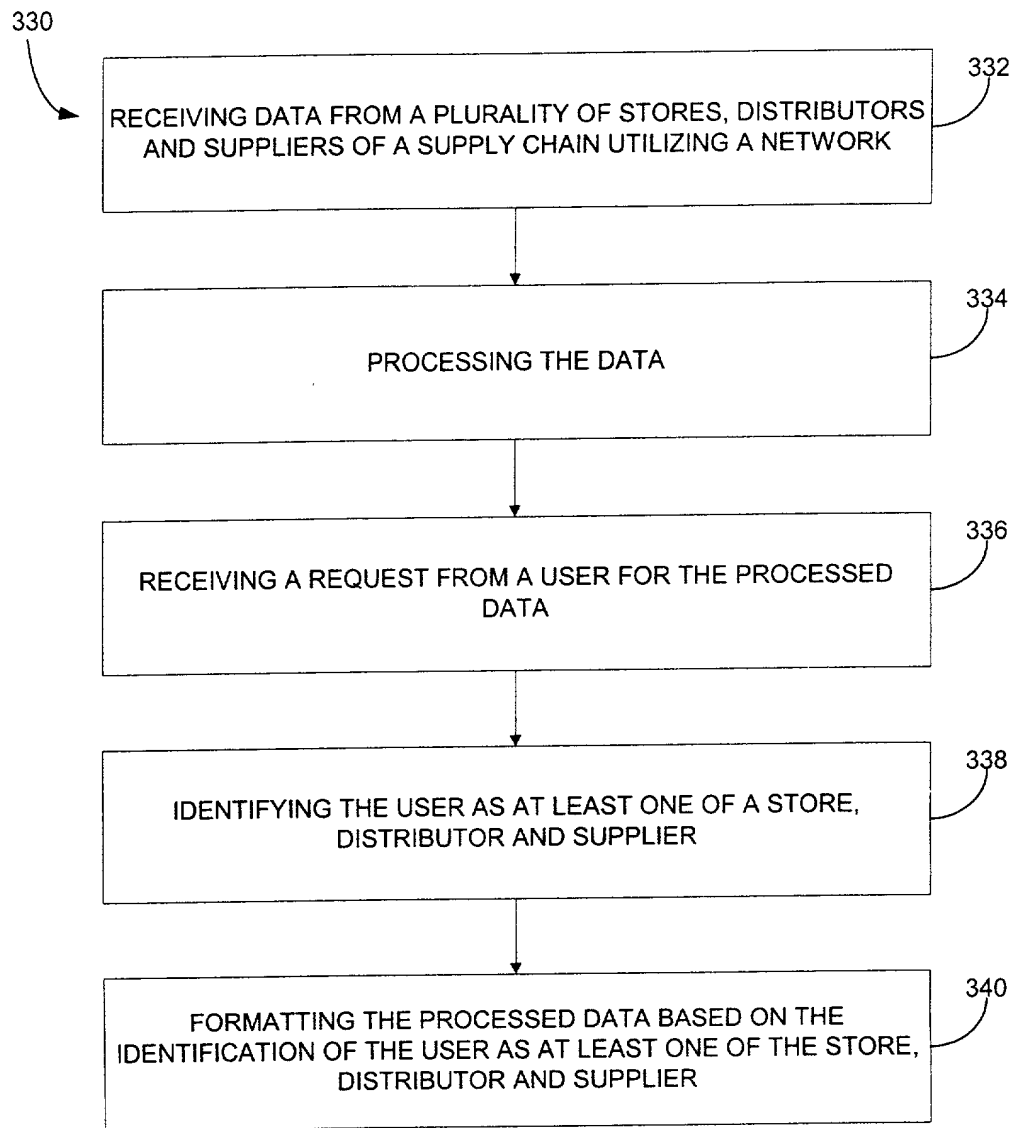 330
332
RECEIVING DATA FROM A PLURALITY OF STORES, DISTRIBUTORS
AND SUPPLIERS OF A SUPPLY CHAIN UTILIZING A NETWORK
334
PROCESSING THE DATA
336
RECEIVING A REQUEST FROM A USER FOR THE PROCESSED
DATA
338
IDENTIFYING THE USER AS AT LEAST ONE OF A STORE,
DISTRIBUTOR AND SUPPLIER
340
FORMATTING THE PROCESSED DATA BASED ON THE
IDENTIFICATION OF THE USER AS AT LEAST ONE OF THE STORE,
DISTRIBUTOR AND SUPPLIER